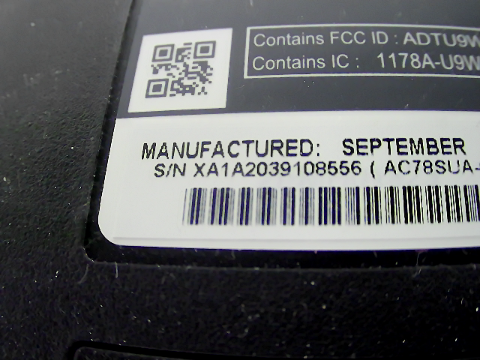 Contains FCC ID : ADTU9W
Contains IC : 1178A-U9W
MANUFACTURED: SEPTEMBER
S/N XA1A2039108556 ( AC78SUA-